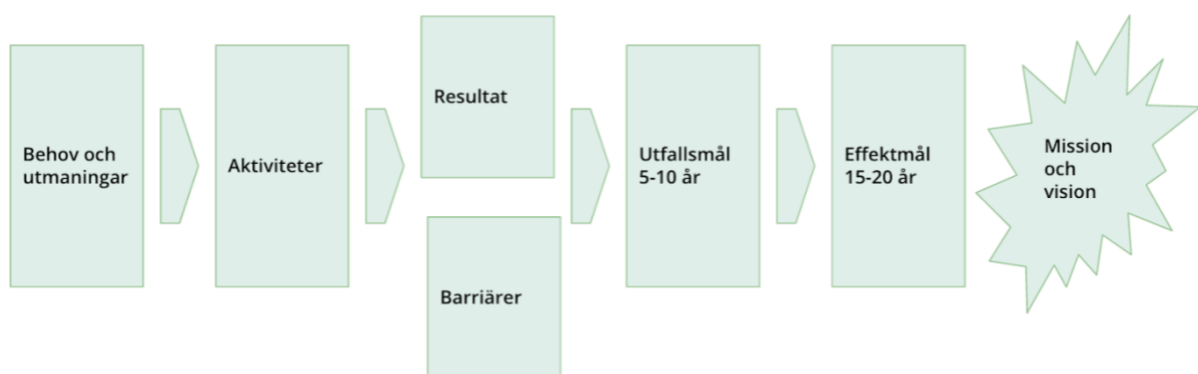 Behov och
utmaningar
Aktiviteter
Resultat
Barriärer
Utfallsmål
5-10 år
Effektmål
15-20 år
Mission
och
vision